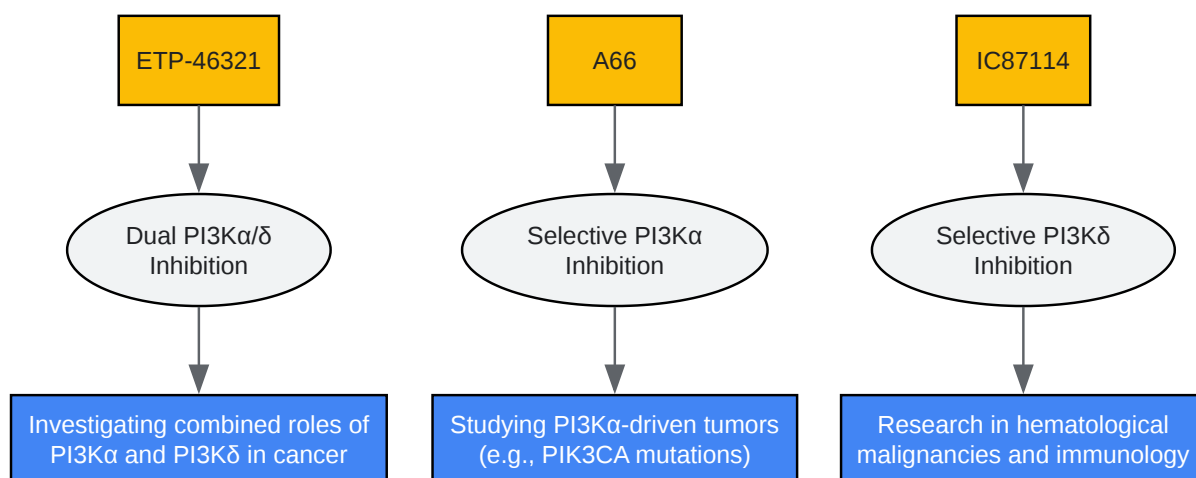 ETP-46321
A66
IC87114
Dual PI3Kα/δ
Inhibition
Selective PI3Kα
Inhibition
Selective PI3Kδ
Inhibition
Investigating combined roles of
PI3Kα and PI3Kδ in cancer
Studying PI3Kα-driven tumors
(e.g., PIK3CA mutations)
Research in hematological
malignancies and immunology